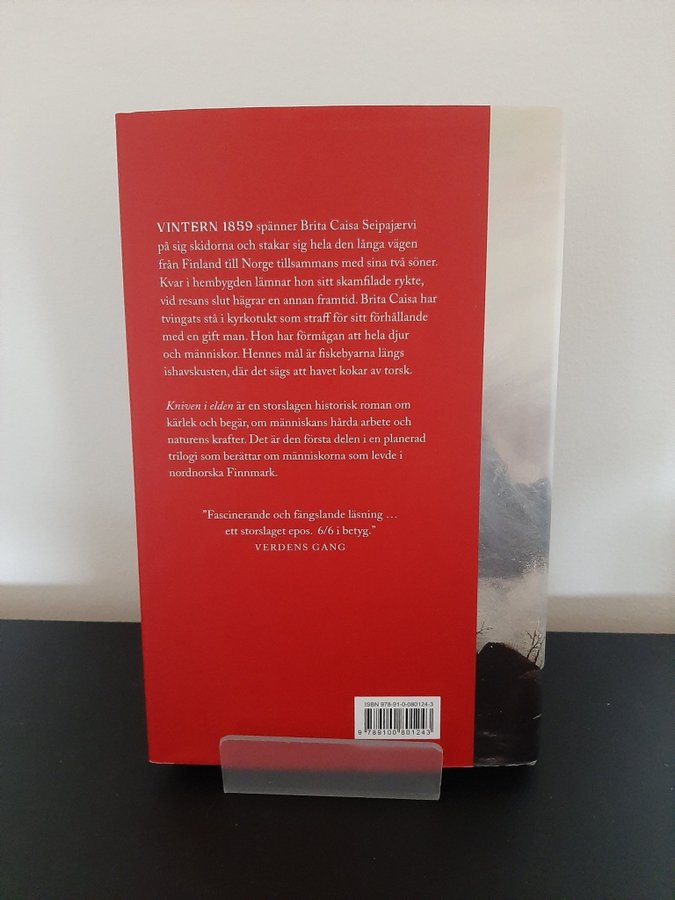 VINTERN 1859 spänner Brita Caisa Seipajærvi
på sig skidorna och stakar sig hela den långa vägen
från Finland till Norge tillsammans med sina två söner.
Kvar i hembygden lämnar hon sitt skamfilade rykte,
vid resans slut hägrar en annan framtid. Brita Caisa har
tvingats stå i kyrkotukt som straff för sitt förhållande
med en gift man. Hon har förmågan att hela djur
och människor. Hennes mål är fiskebyarna längs
ishavskusten, där det sägs att havet kokar av torsk.
Kniven i elden är en storslagen historisk roman om
kärlek och begär, om människans hårda arbete och
naturens krafter. Det är den första delen i en planerad
trilogi som berättar om människorna som levde i
nordnorska Finnmark.
"Fascinerande och fängslande läsning …
ett storslaget epos. 6/6 i betyg."
VERDENS GANG
ISBN 978-91-0-080124-3
9 789100 801243